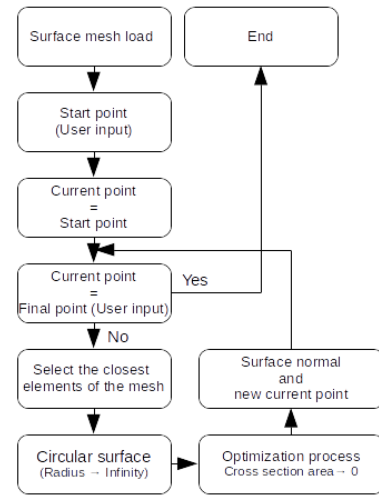 Surface mesh load
End
Start point
(User input)
Current point
=
Start point
Current point
=
Final point (User input)
Yes
No
Select the closest
elements of the mesh
Surface normal
and
new current point
Circular surface
(Radius → Infinity)
Optimization process
Cross section area→ 0